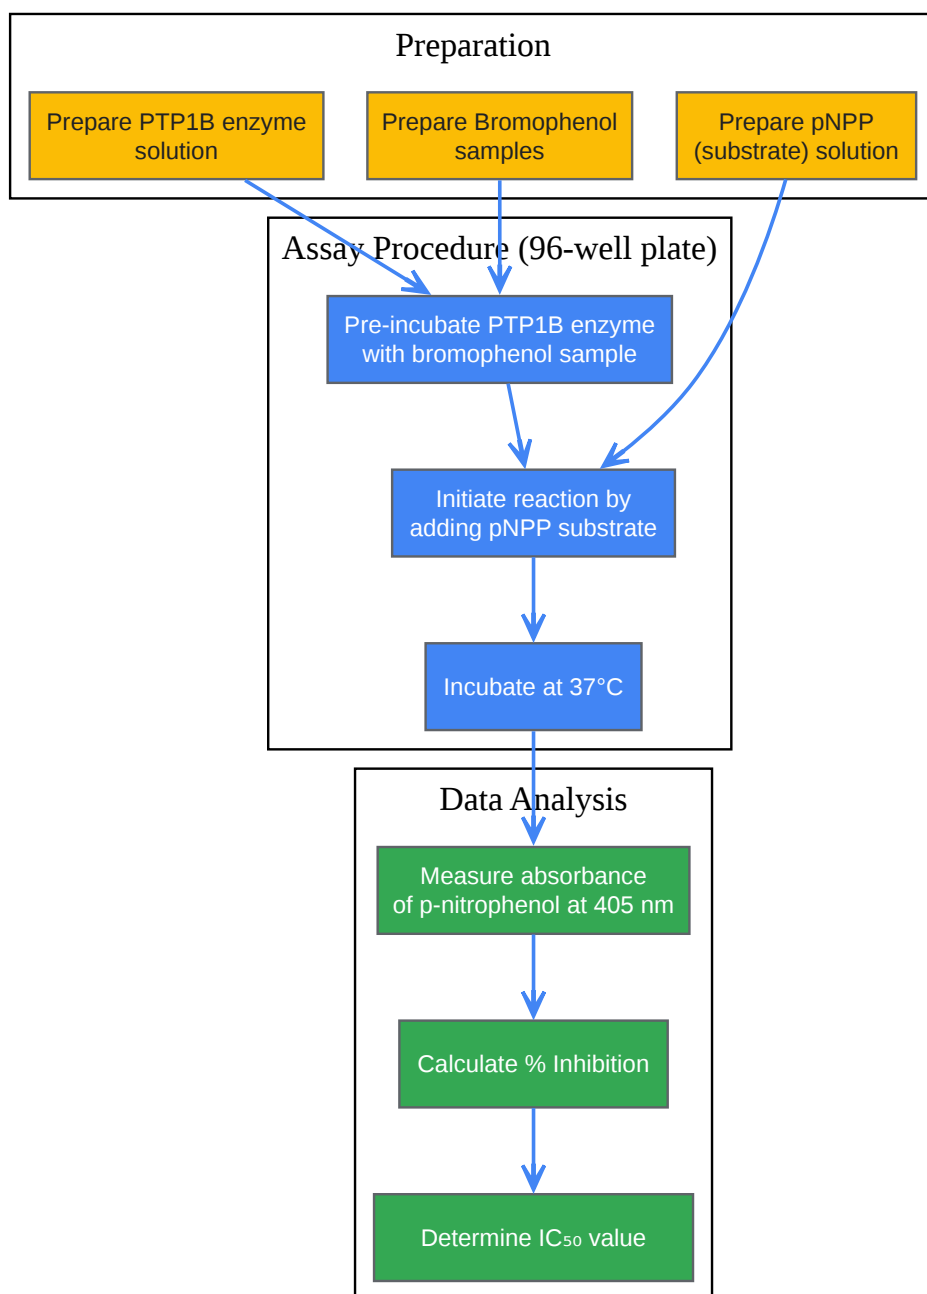 Preparation
Prepare PTP1B enzyme
solution
Prepare Bromophenol
samples
Prepare pNPP
(substrate) solution
Assay Procedure (96-well plate)
Pre-incubate PTP1B enzyme
with bromophenol sample
Initiate reaction by
adding pNPP substrate
Incubate at 37°C
Data Analysis
Measure absorbance
of p-nitrophenol at 405 nm
Calculate % Inhibition
Determine IC₅₀ value